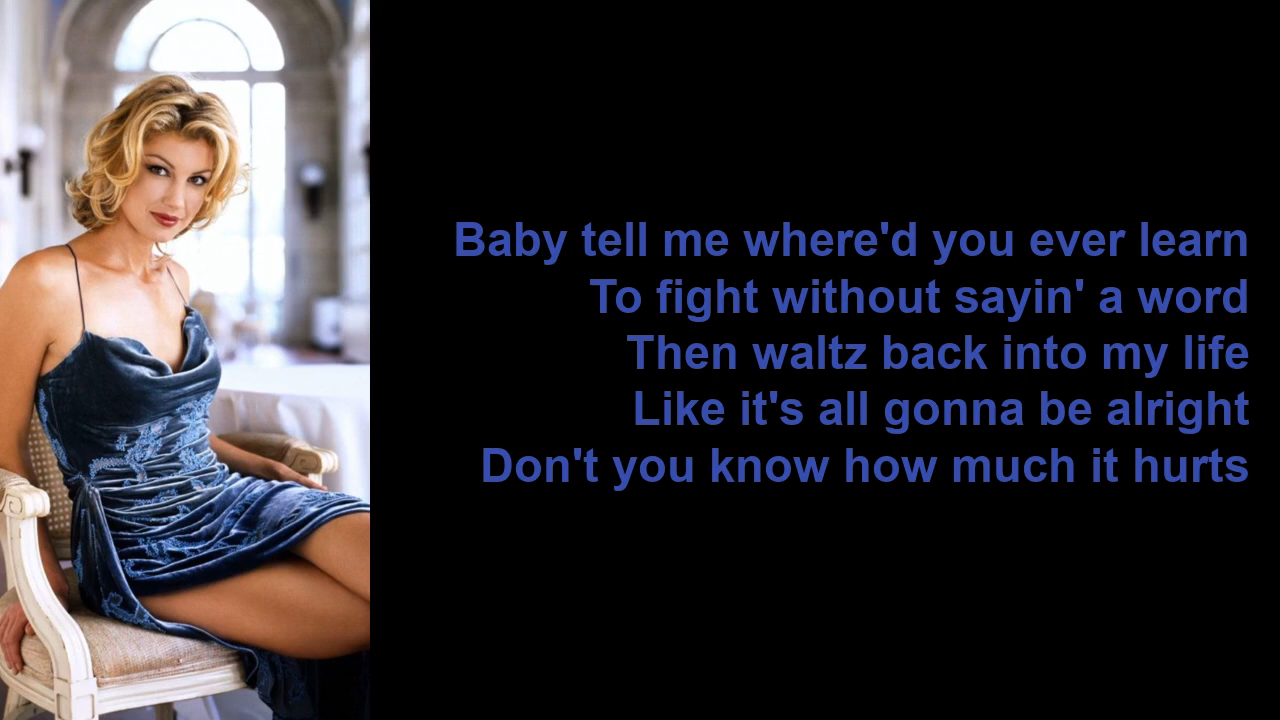 Baby tell me where'd you ever learn
To fight without sayin' a word
Then waltz back into my life
Like it's all gonna be alright
Don't you know how much it hurts